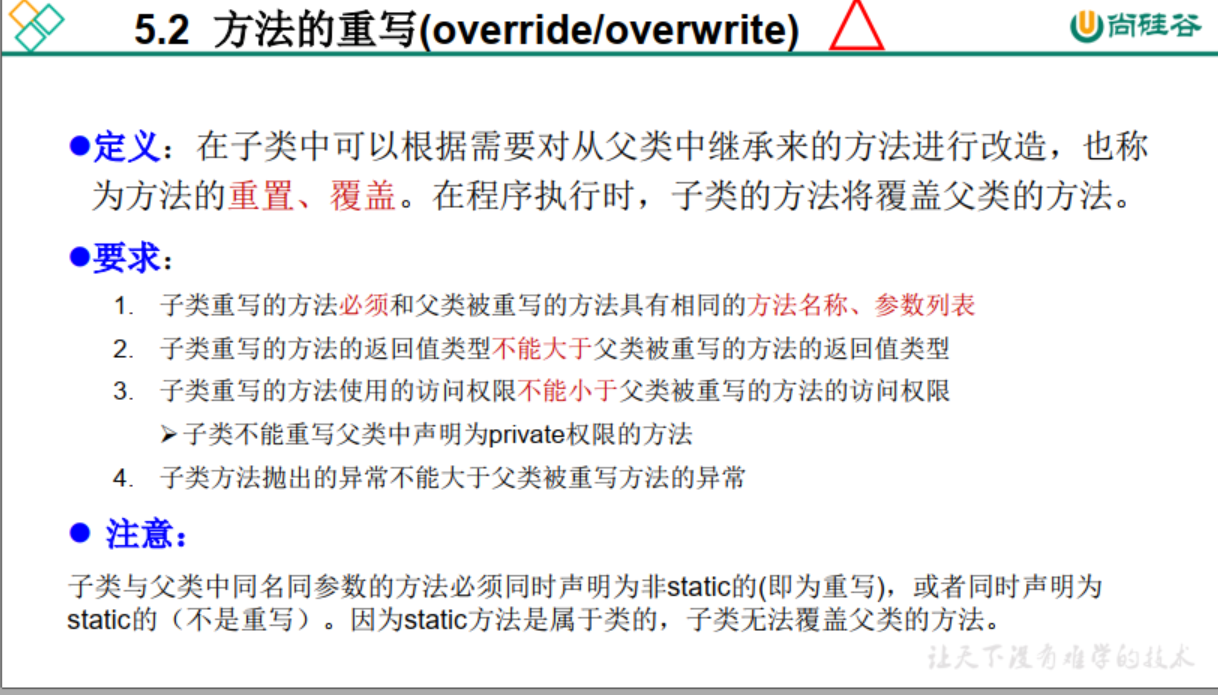 5.2 方法的重写(override/overwrite)
尚硅谷
●定义：在子类中可以根据需要对从父类中继承来的方法进行改造，也称
为方法的重置、覆盖。在程序执行时，子类的方法将覆盖父类的方法。
●要求：
1. 子类重写的方法必须和父类被重写的方法具有相同的方法名称、参数列表
2. 子类重写的方法的返回值类型不能大于父类被重写的方法的返回值类型
3. 子类重写的方法使用的访问权限不能小于父类被重写的方法的访问权限
➢子类不能重写父类中声明为private权限的方法
4. 子类方法抛出的异常不能大于父类被重写方法的异常
● 注意：
子类与父类中同名同参数的方法必须同时声明为非static的(即为重写)，或者同时声明为
static的（不是重写）。因为static方法是属于类的，子类无法覆盖父类的方法。
让天下没有难学的技术